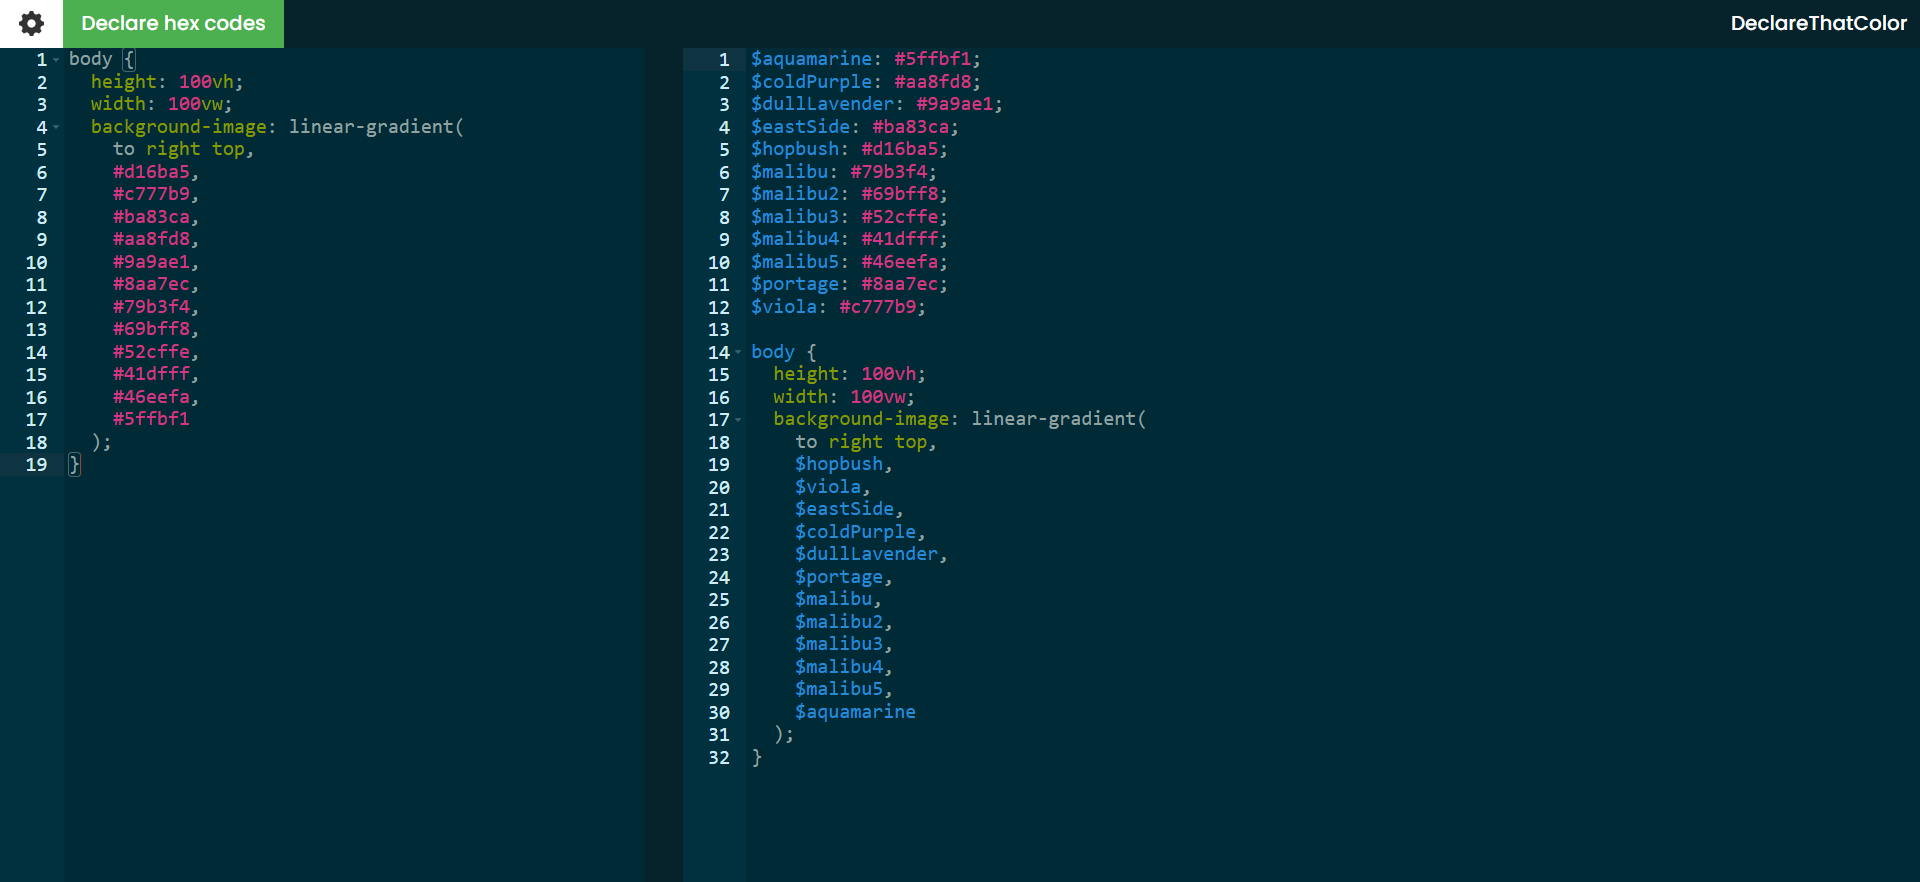 Declare hex codes
DeclareThatColor
1 body {
2   height: 100vh;
3   width: 100vw;
4   background-image: linear-gradient(
5     to right top,
6     #d16ba5,
7     #c777b9,
8     #ba83ca,
9     #aa8fd8,
10     #9a9ae1,
11     #8aa7ec,
12     #79b3f4,
13     #69bff8,
14     #52cffe,
15     #41dfff,
16     #46eefa,
17     #5ffbf1
18   );
19 }
1 $aquamarine: #5ffbf1;
2 $coldPurple: #aa8fd8;
3 $dullLavender: #9a9ae1;
4 $eastSide: #ba83ca;
5 $hopbush: #d16ba5;
6 $malibu: #79b3f4;
7 $malibu2: #69bff8;
8 $malibu3: #52cffe;
9 $malibu4: #41dfff;
10 $malibu5: #46eefa;
11 $portage: #8aa7ec;
12 $viola: #c777b9;
13
14 body {
15   height: 100vh;
16   width: 100vw;
17   background-image: linear-gradient(
18     to right top,
19     $hopbush,
20     $viola,
21     $eastSide,
22     $coldPurple,
23     $dullLavender,
24     $portage,
25     $malibu,
26     $malibu2,
27     $malibu3,
28     $malibu4,
29     $malibu5,
30     $aquamarine
31   );
32 }